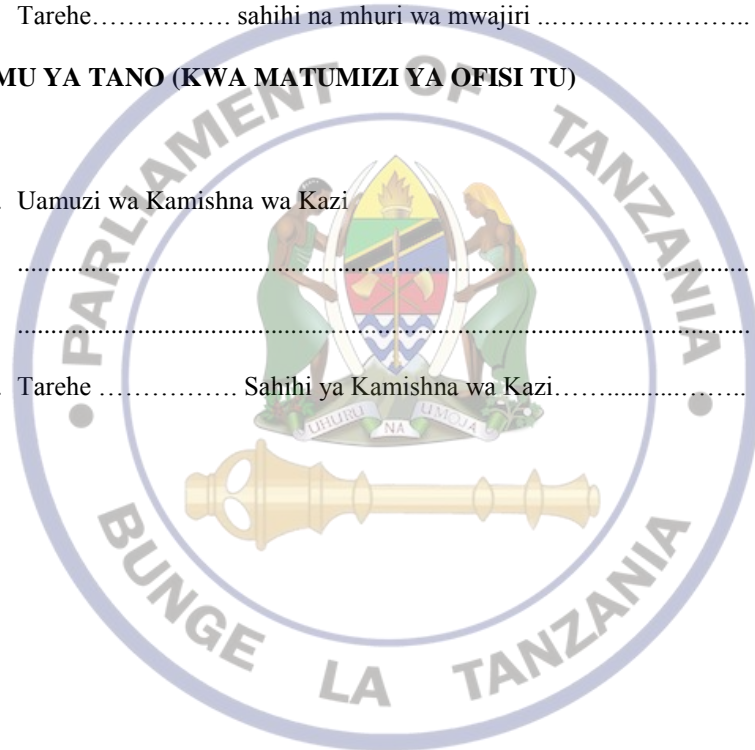 Tarehe……………. sahihi na mhuri wa mwajiri ..…………………..
MU YA TANO (KWA MATUMIZI YA OFISI TU)
. Uamuzi wa Kamishna wa Kazi
...............................................................................................................
...............................................................................................................
. Tarehe ……………. Sahihi ya Kamishna wa Kazi……..........………..
PARLIAMENT OF TANZANIA
UHURU NA UMOJA
BUNGE LA TANZANIA